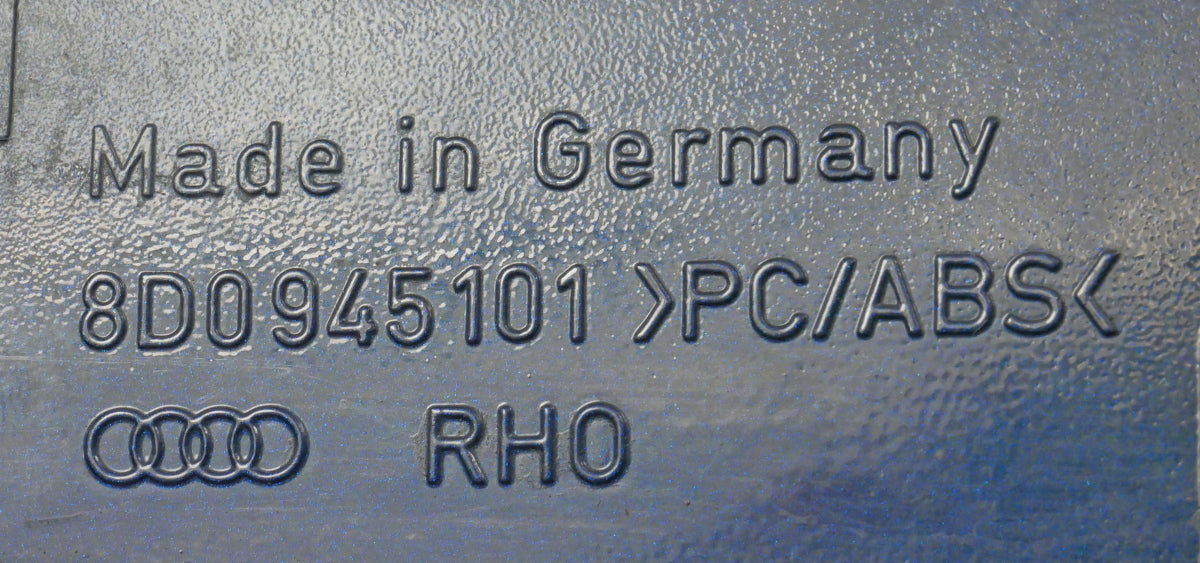 Made in Germany
8D0945101 >PC/ABS<
RHO